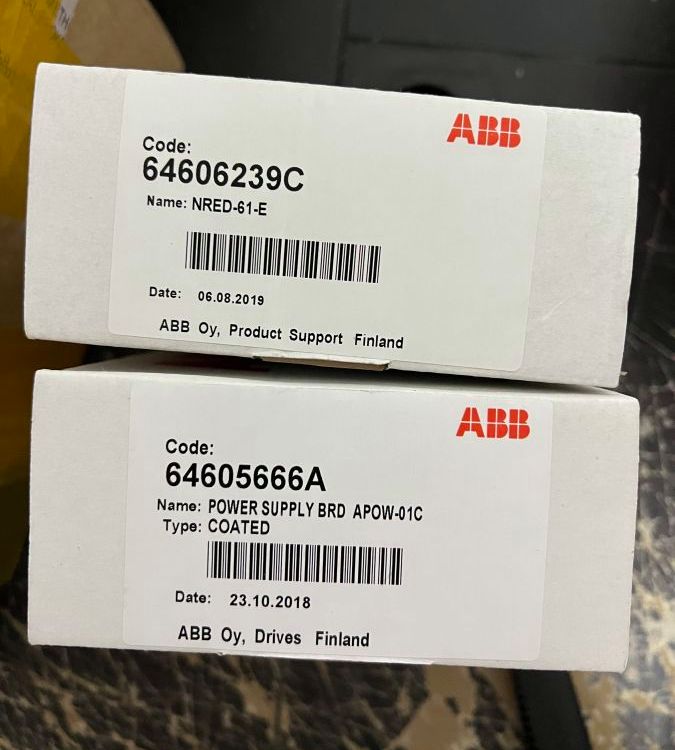 ABB
Code:
64606239C
Name: NRED-61-E
Date: 06.08.2019
ABB Oy, Product Support Finland
ABB
Code:
64605666A
Name: POWER SUPPLY BRD APOW-01C
Type: COATED
Date: 23.10.2018
ABB Oy, Drives Finland